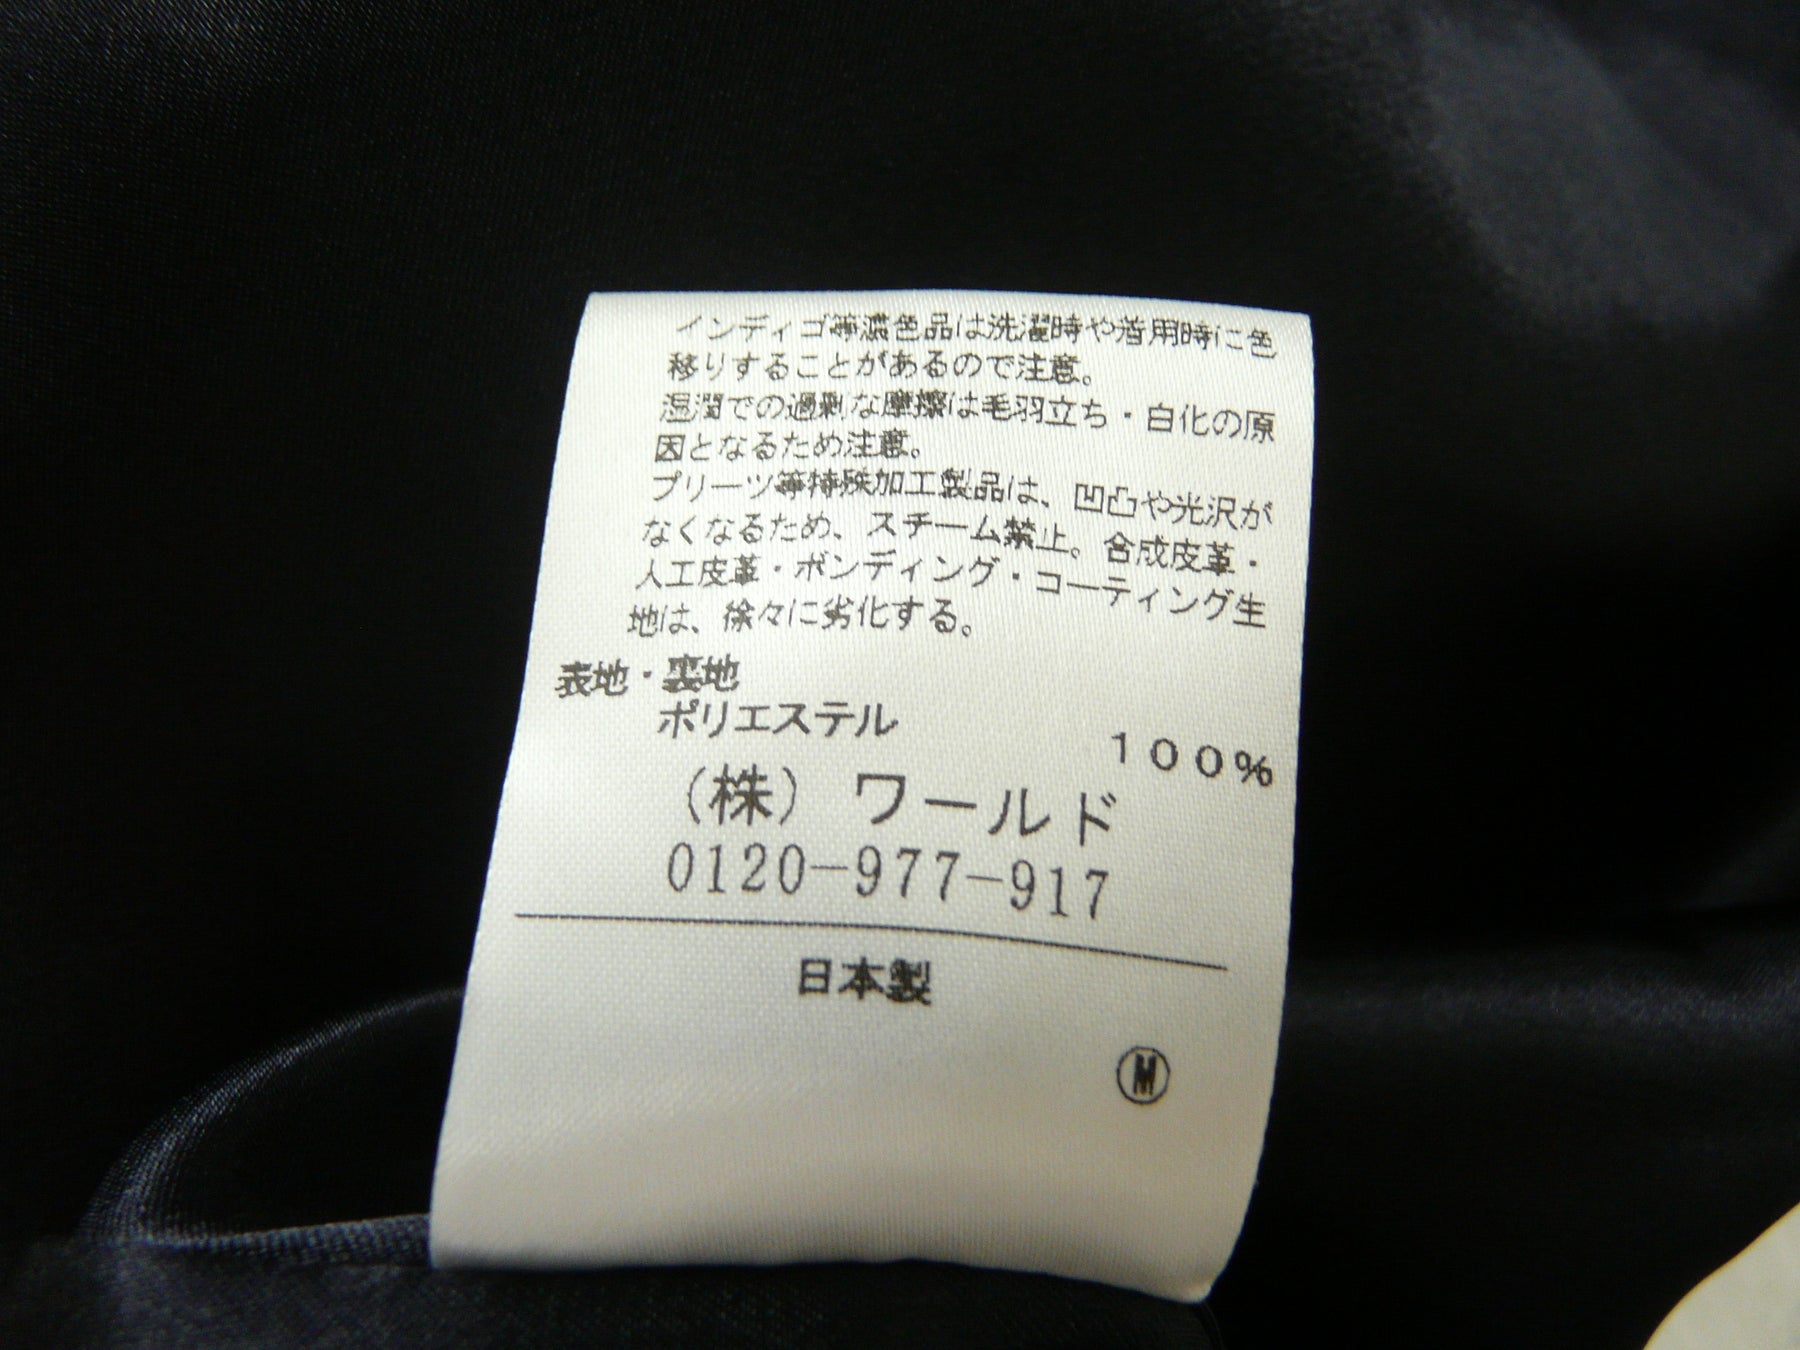 インディゴ等濃色品は洗濯時や着用時に色
移りすることがあるので注意。
湿潤での過剰な摩擦は毛羽立ち・白化の原
因となるため注意。
プリーツ等特殊加工製品は、凹凸や光沢が
なくなるため、スチーム禁止。合成皮革・
人工皮革・ボンディング・コーティング生
地は、徐々に劣化する。
表地・裏地
ポリエステル 100%
(株) ワールド
0120-977-917
日本製
Ⓜ